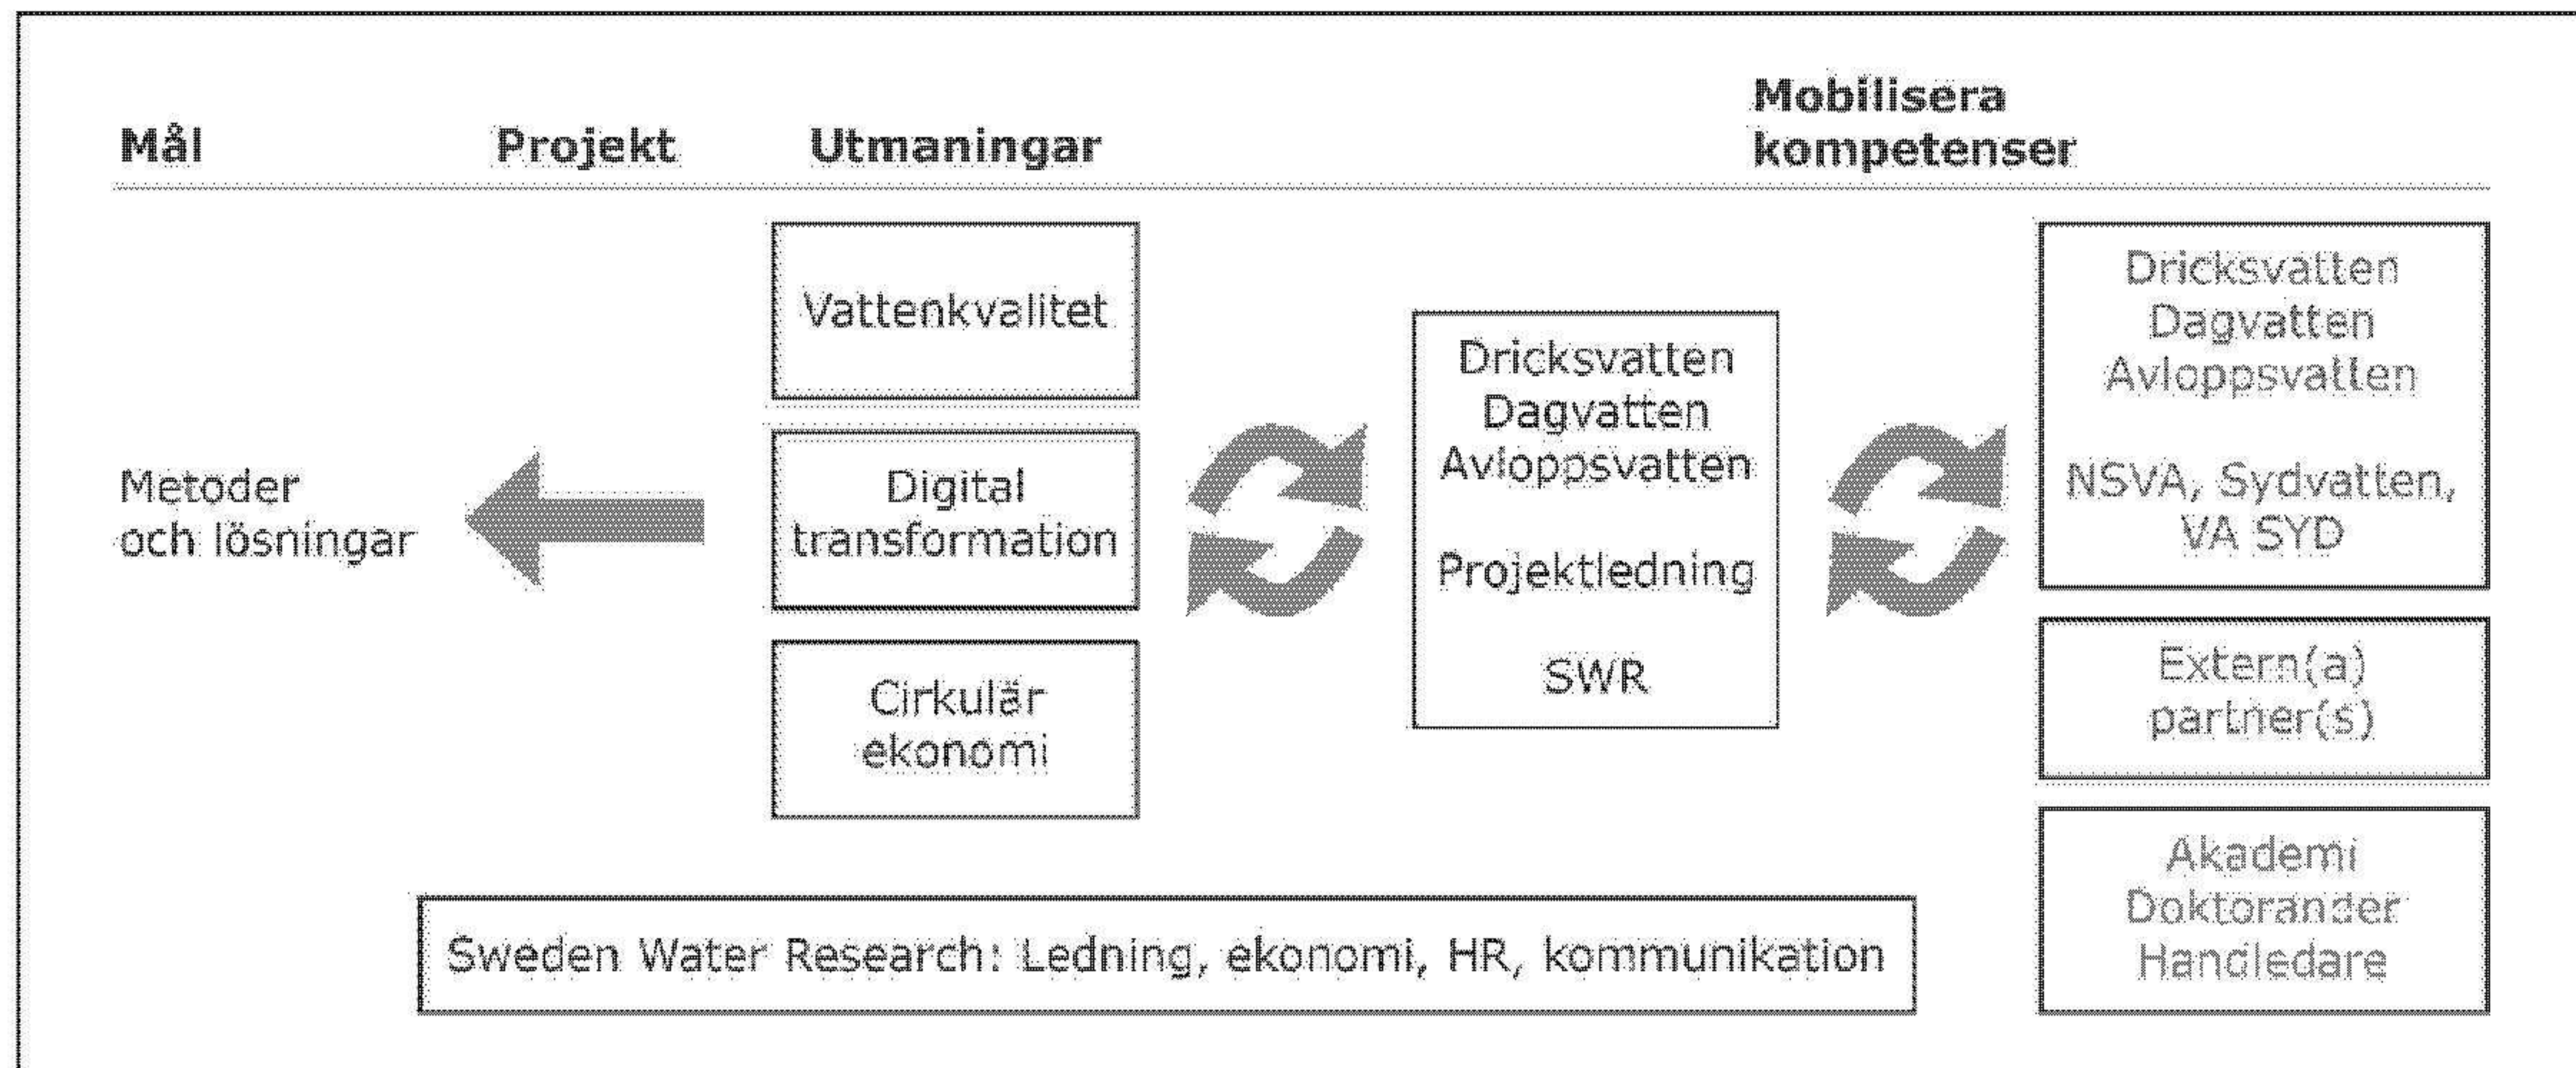 Mål
Projekt
Utmaningar
Mobilisera
kompetenser
Metoder
och lösningar
Vattenkvalitet
Digital
transformation
Cirkulär
ekonomi
Dricksvatten
Dagvatten
Avloppsvatten
Projektledning
SWR
Dricksvatten
Dagvatten
Avloppsvatten
NSVA, Sydvatten,
VA SYD
Extern(a)
partner(s)
Akademi
Doktorander
Handledare
Sweden Water Research: Ledning, ekonomi, HR, kommunikation